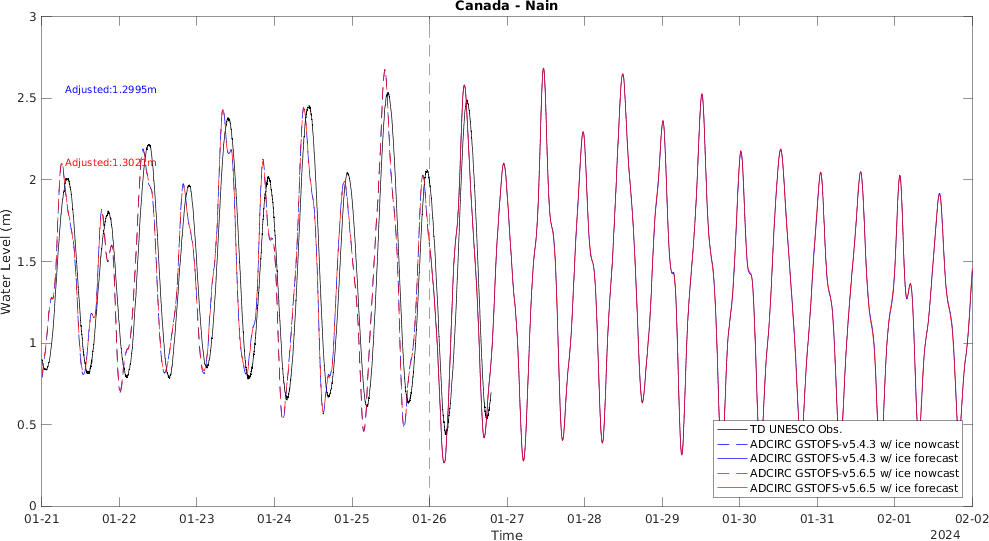 Canada - Nain
3
2.5
2
1.5
1
0.5
0
Water Level (m)
Adjusted:1.2995m
Adjusted:1.3021m
TD UNESCO Obs.
ADCIRC GSTOFS-v5.4.3 w/ ice nowcast
ADCIRC GSTOFS-v5.4.3 w/ ice forecast
ADCIRC GSTOFS-v5.6.5 w/ ice nowcast
ADCIRC GSTOFS-v5.6.5 w/ ice forecast
01-21 01-22 01-23 01-24 01-25 01-26 01-27 01-28 01-29 01-30 01-31 02-01 02-02
Time
2024